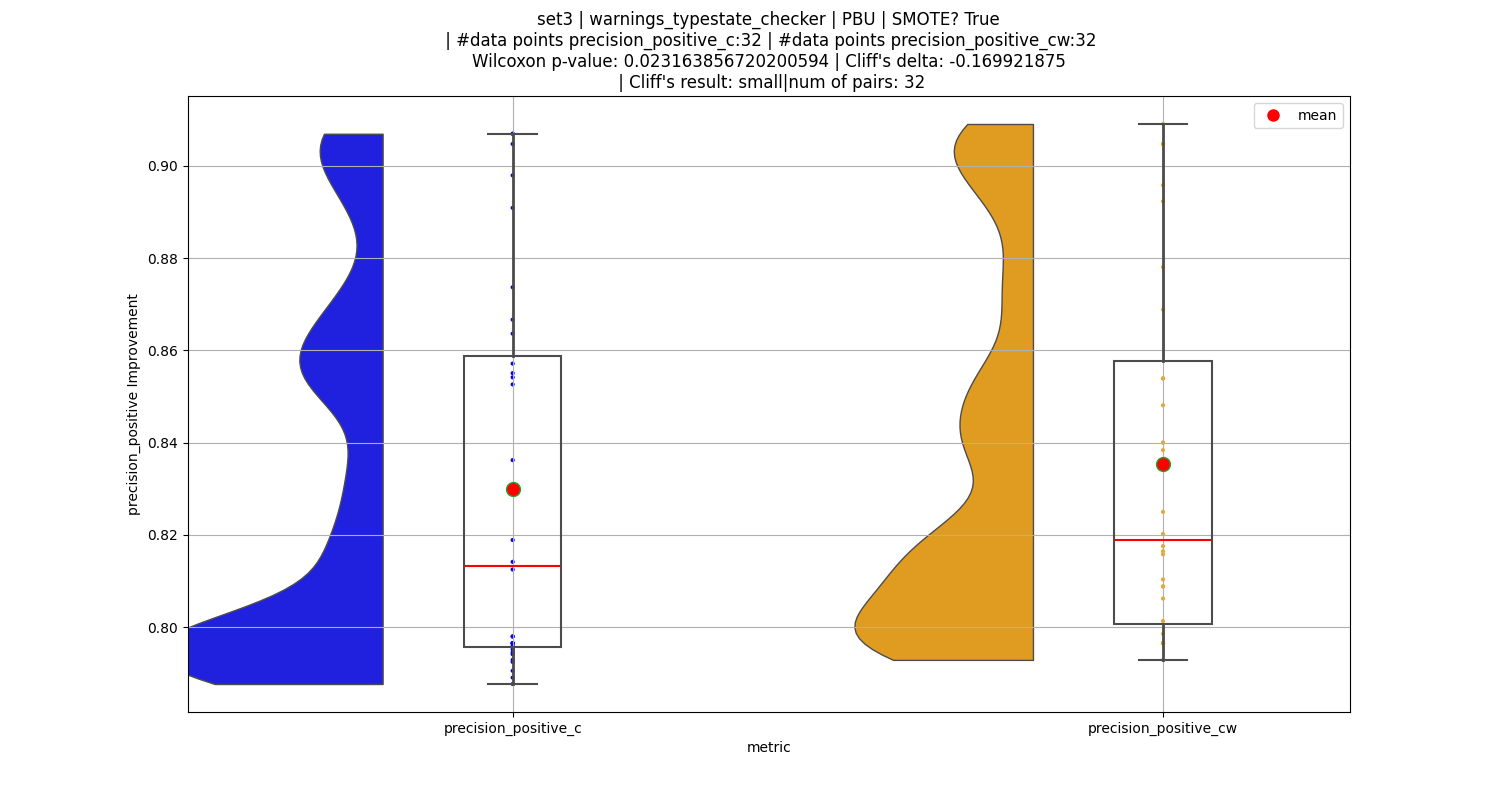 set3 | warnings_typestate_checker | PBU | SMOTE? True
| #data points precision_positive_c:32 | #data points precision_positive_cw:32
Wilcoxon p-value: 0.023163856720200594 | Cliff's delta: -0.169921875
| Cliff's result: small|num of pairs: 32
mean
precision_positive Improvement
0.90
0.88
0.86
0.84
0.82
0.80
precision_positive_c
precision_positive_cw
metric